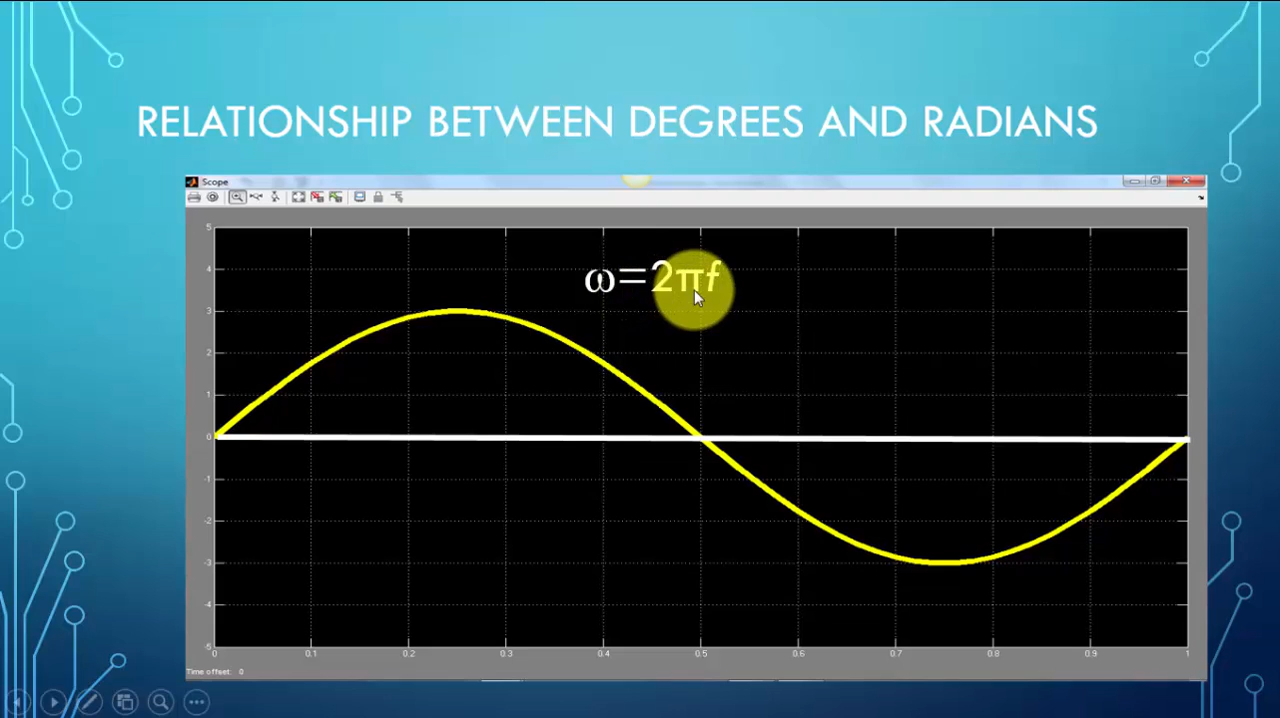 RELATIONSHIP BETWEEN DEGREES AND RADIANS
Scope
ω=2πf
5
4
3
2
1
0
-1
-2
-3
-4
-5
0 0.1 0.2 0.3 0.4 0.5 0.6 0.7 0.8 0.9 1
Time offset: 0